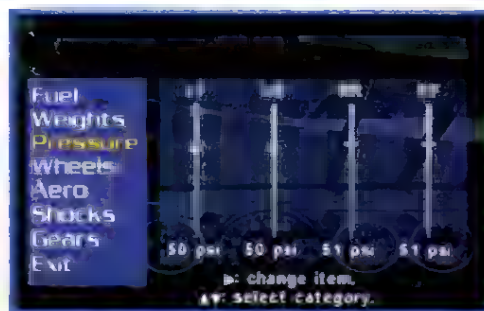 Fuel
Weights
Pressure
Wheels
Aero
Shocks
Gears
Exit
50 psi 50 psi 51 psi 51 psi
▶: change item.
▲▼: select category.